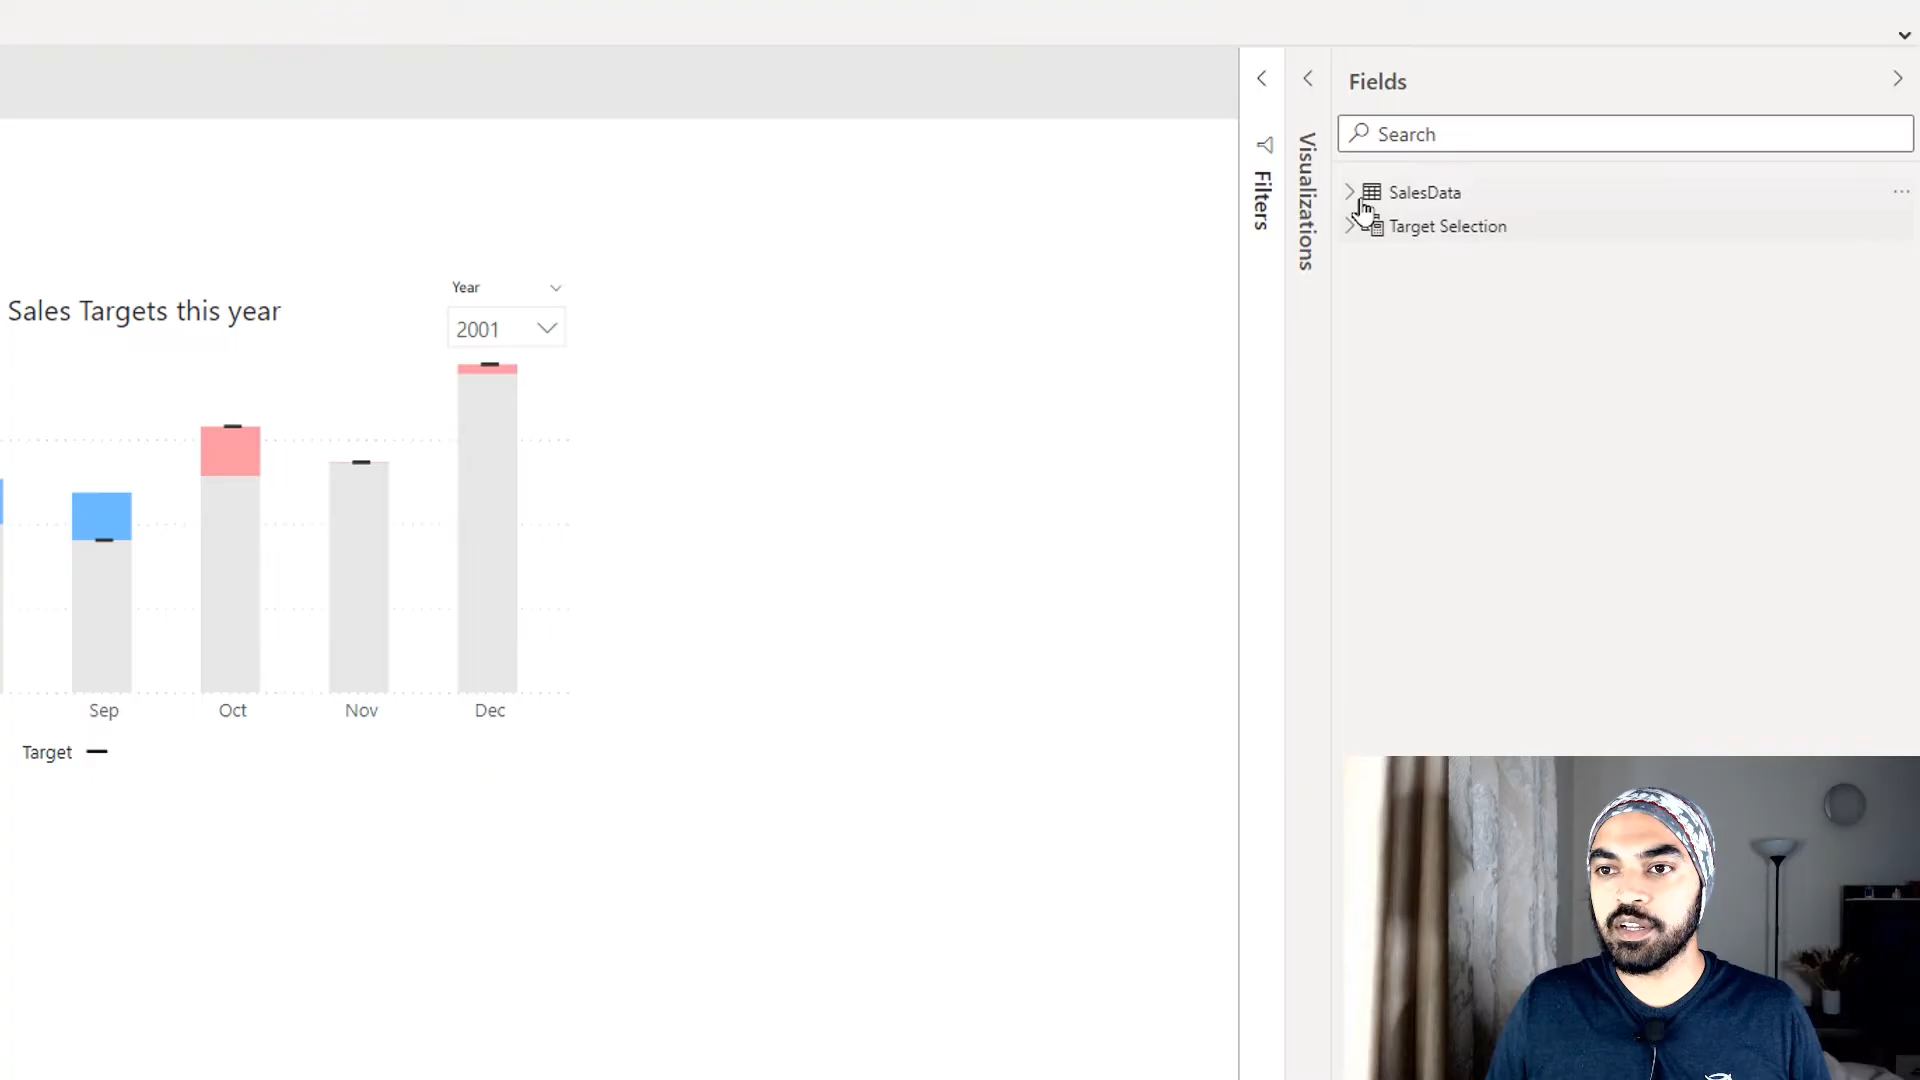 Fields
Search
SalesData
Target Selection
Filters
Visualizations
Sales Targets this year
Year
2001
Sep
Oct
Nov
Dec
Target